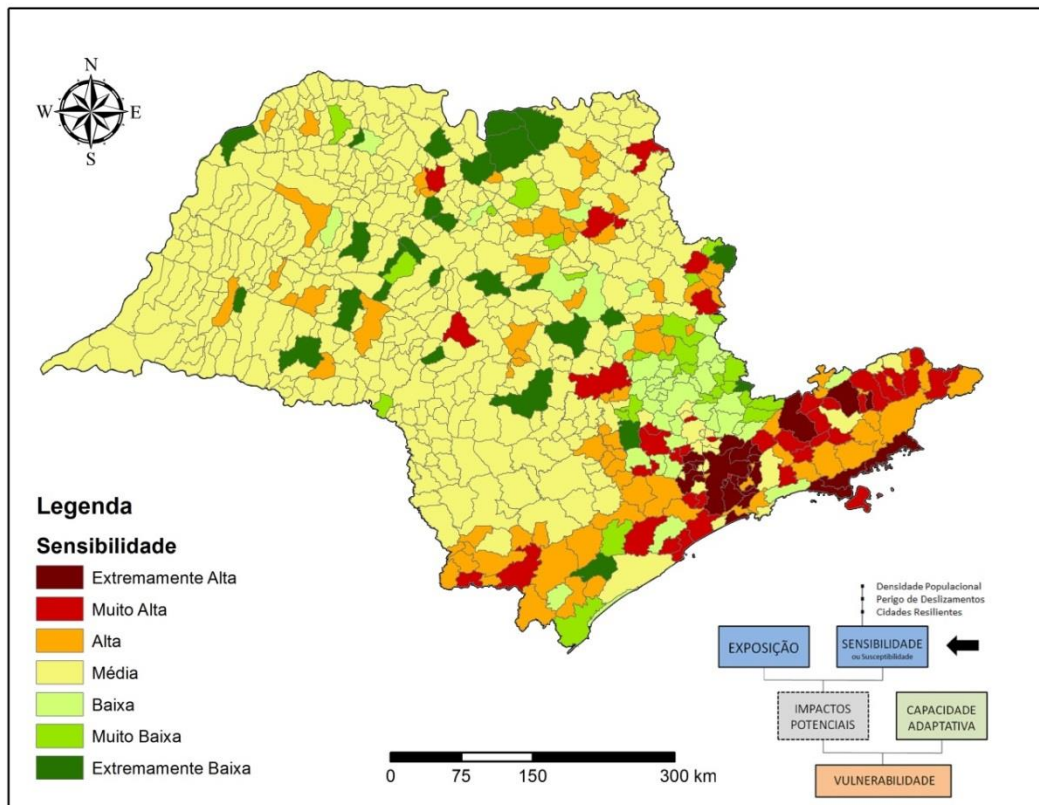 N
W E
S
Legenda
Sensibilidade
Extremamente Alta
Muito Alta
Alta
Média
Baixa
Muito Baixa
Extremamente Baixa
0 75 150 300 km
Densidade Populacional
Perigo de Deslizamentos
Cidades Resilientes
EXPOSIÇÃO
SENSIBILIDADE
ou Susceptibilidade
IMPACTOS
POTENCIAIS
CAPACIDADE
ADAPTATIVA
VULNERABILIDADE